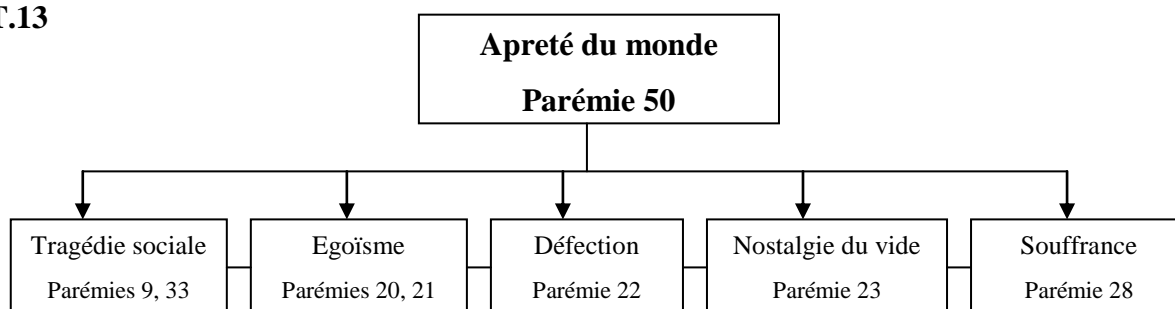 T.13
Apreté du monde
Parémie 50
Tragédie sociale
Parémies 9, 33
Egoïsme
Parémies 20, 21
Défection
Parémie 22
Nostalgie du vide
Parémie 23
Souffrance
Parémie 28